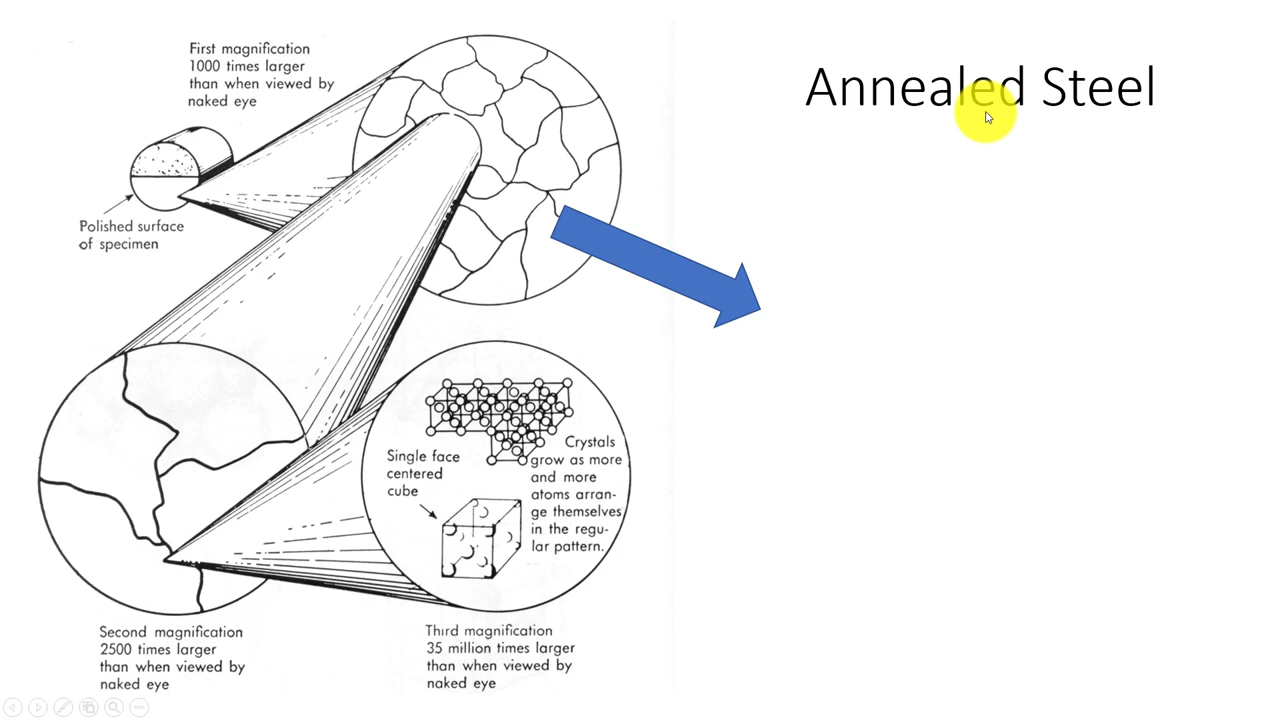 First magnification
1000 times larger
than when viewed by
naked eye
Annealed Steel
Polished surface
of specimen
Single face
centered
cube
Crystals
grow as more
and more
atoms arran-
ge themselves
in the regu-
lar pattern.
Second magnification
2500 times larger
than when viewed by
naked eye
Third magnification
35 million times larger
than when viewed by
naked eye